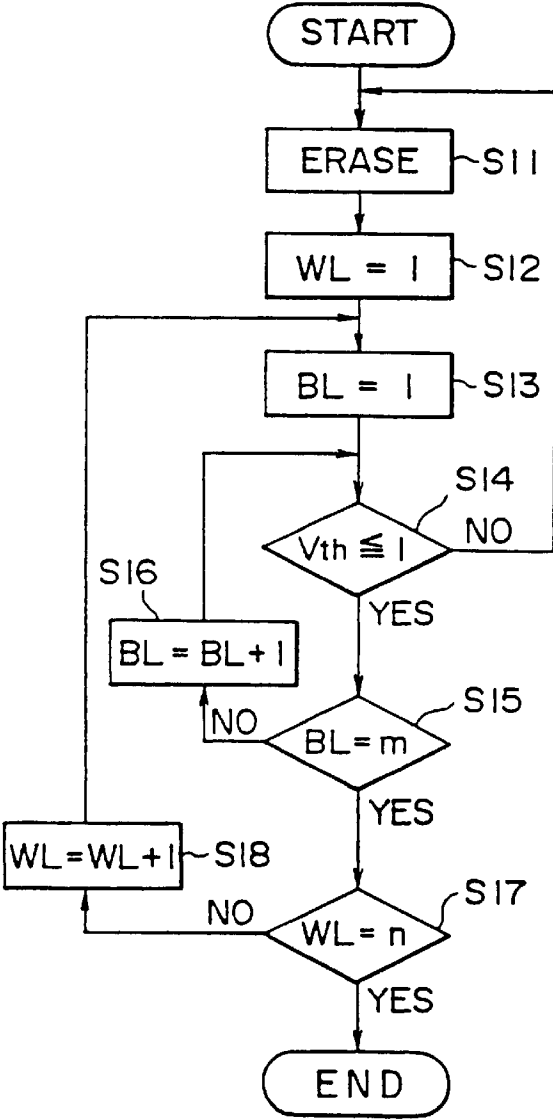 START
ERASE
S11
WL = 1
S12
BL = 1
S13
S14
Vth ≦ 1
NO
S16
YES
BL = BL + 1
S15
NO
BL = m
YES
WL = WL + 1
S18
S17
NO
WL = n
YES
END